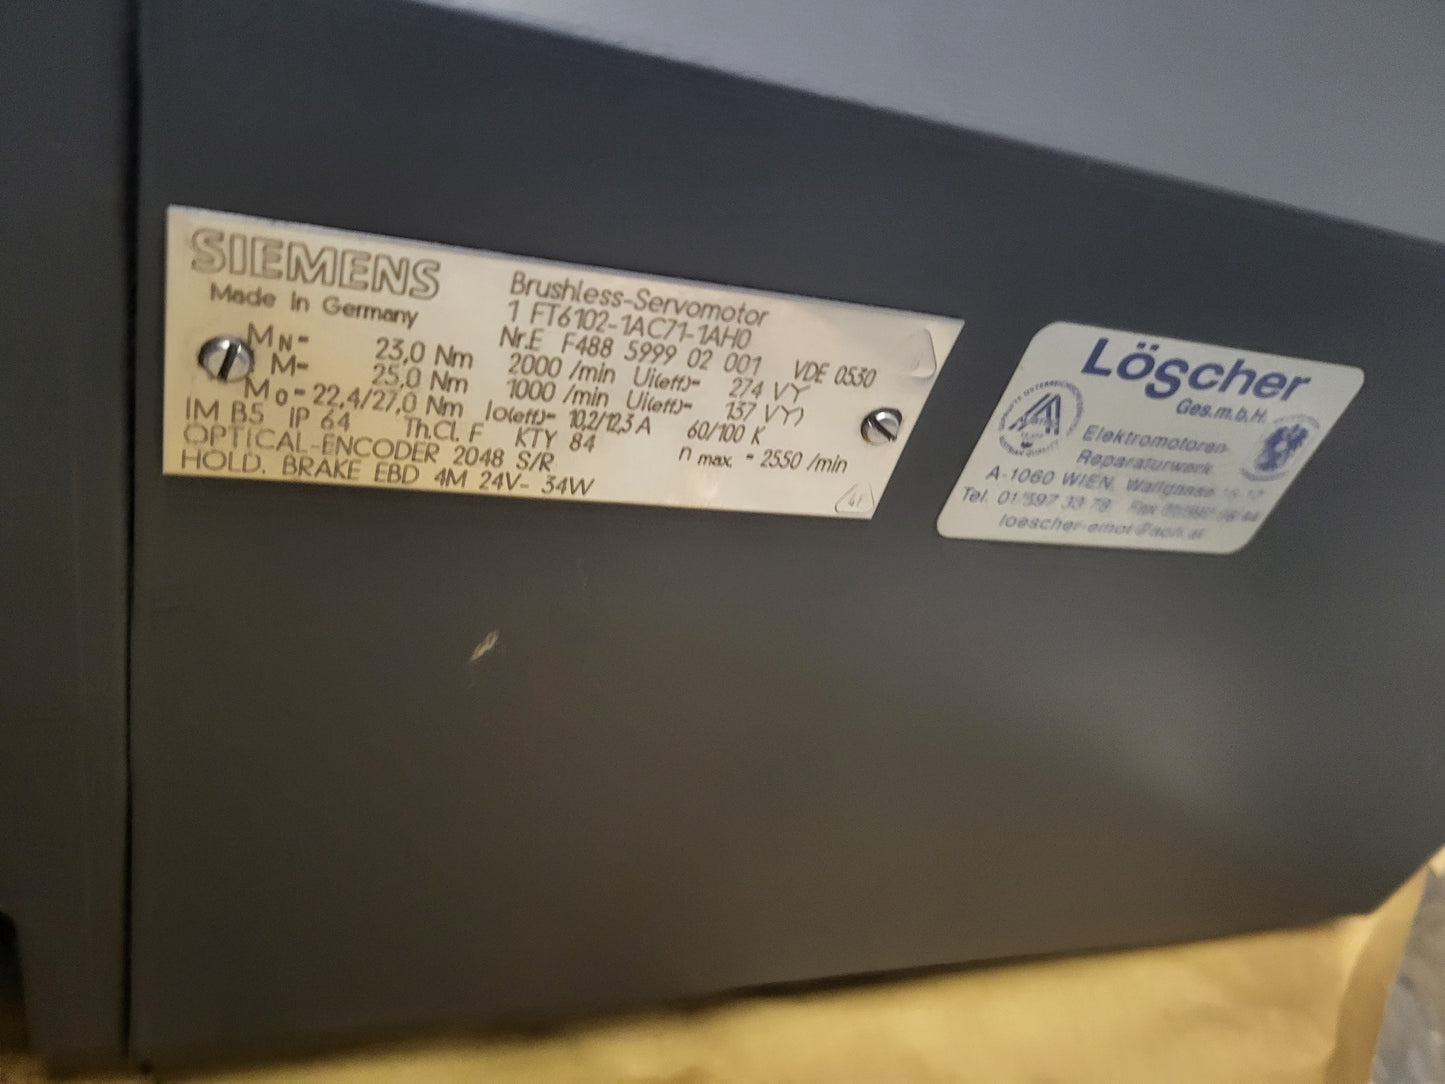 SIEMENS
Made In Germany
Brushless-Servomotor
1 FT6102-1AC71-1AH0
Nr.E F488 5999 02 001 VDE 0530
MN= 23,0 Nm 2000 /min Ui(eff)= 274 VY
M= 25,0 Nm 1000 /min Ui(eff)= 137 VY)
Mo= 22,4/27,0 Nm Io(eff)= 10,2/12,3 A 60/100 K
IM B5 IP 64 Th.Cl. F KTY 84 n max. = 2550 /min
OPTICAL-ENCODER 2048 S/R
HOLD. BRAKE EBD 4M 24V- 34W
Löscher
Ges.m.b.H.
Elektromotoren-
Reparaturwerk
A-1060 WIEN, Wallgasse
Tel. 01/597 33 78 Fax